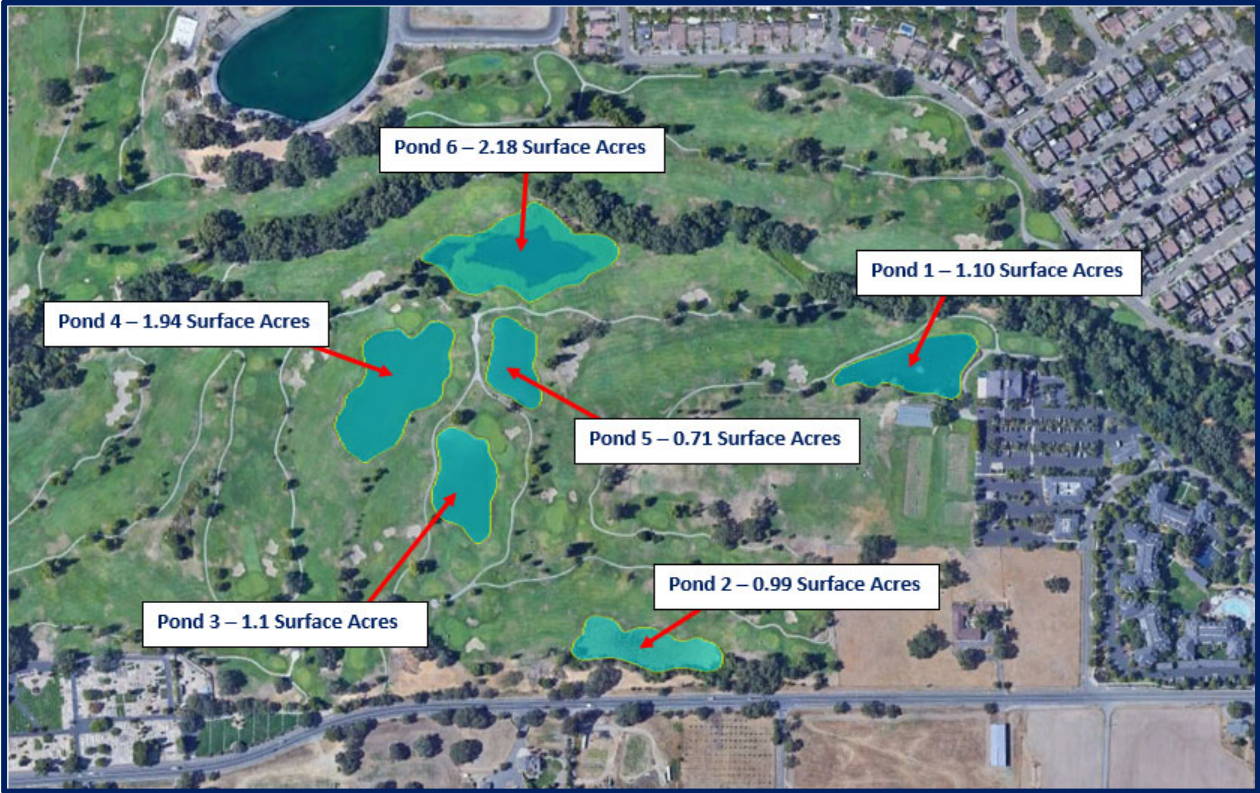 Pond 6 – 2.18 Surface Acres
Pond 1 – 1.10 Surface Acres
Pond 4 – 1.94 Surface Acres
Pond 5 – 0.71 Surface Acres
Pond 2 – 0.99 Surface Acres
Pond 3 – 1.1 Surface Acres